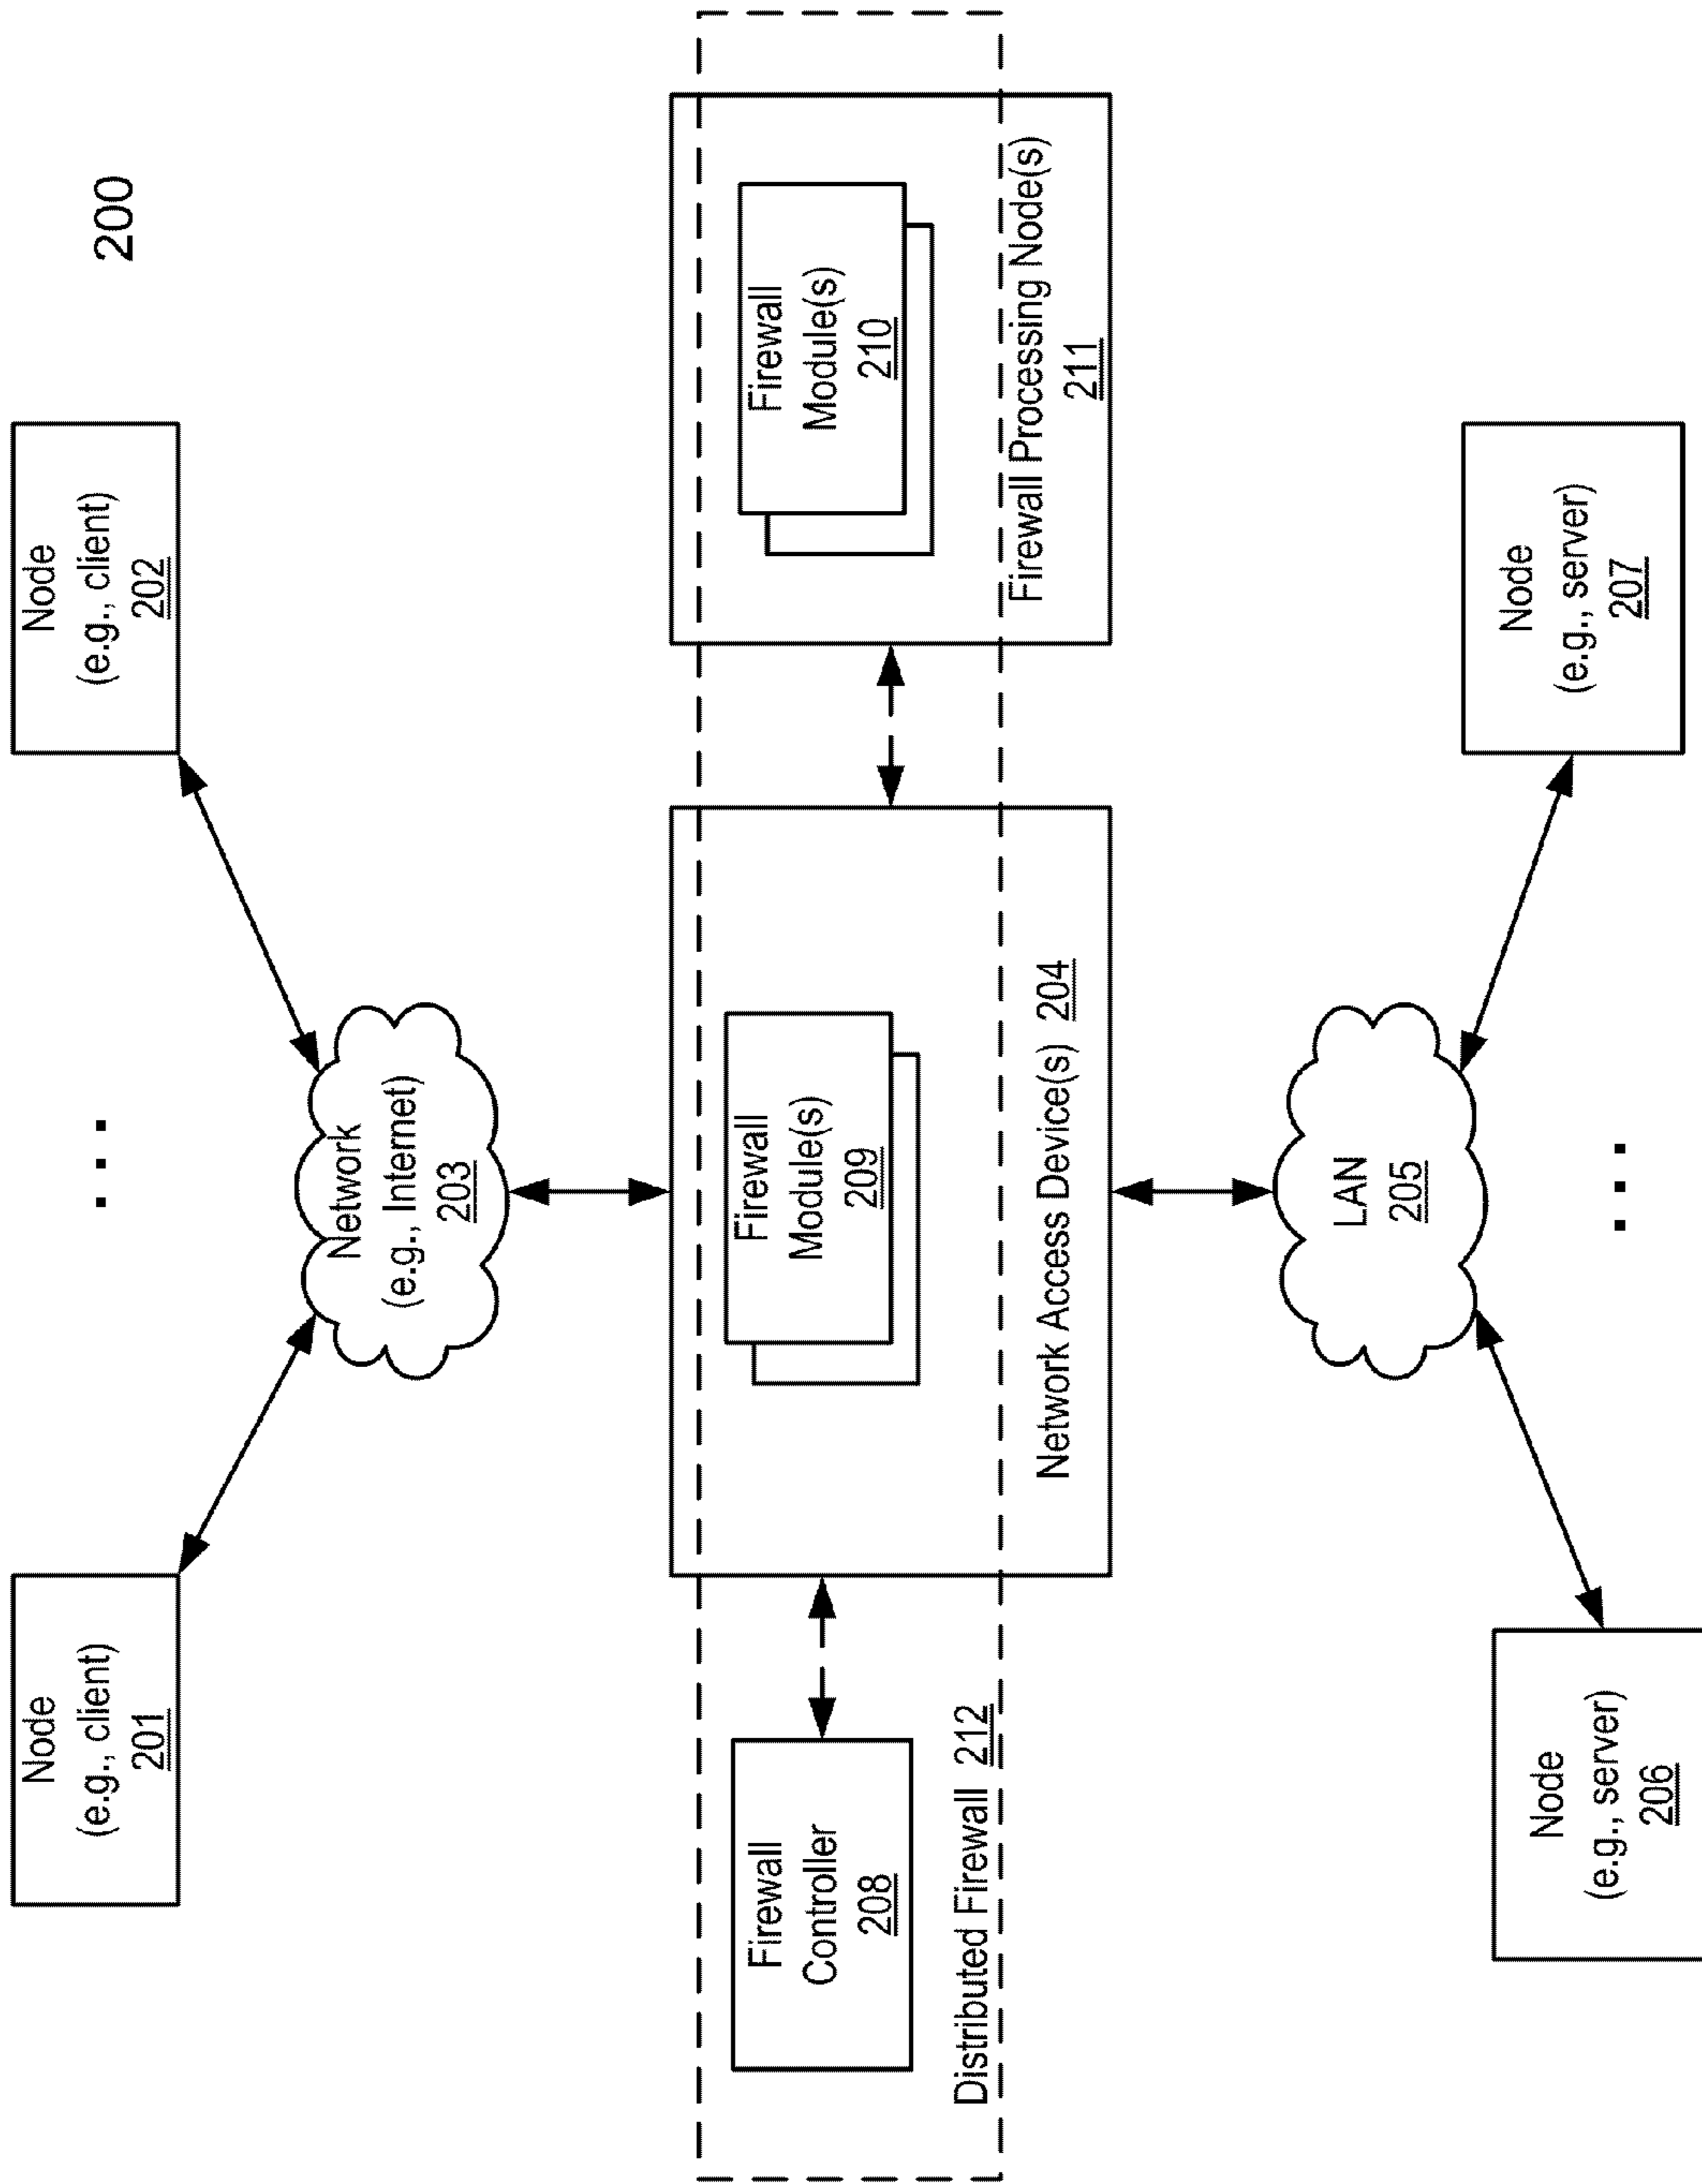 200
Node
(e.g., client)
201
. . .
Node
(e.g., client)
202
Network
(e.g., Internet)
203
Firewall
Controller
208
Distributed Firewall 212
Firewall
Module(s)
209
Network Access Device(s) 204
Firewall
Module(s)
210
Firewall Processing Node(s)
211
LAN
205
Node
(e.g., server)
206
. . .
Node
(e.g., server)
207